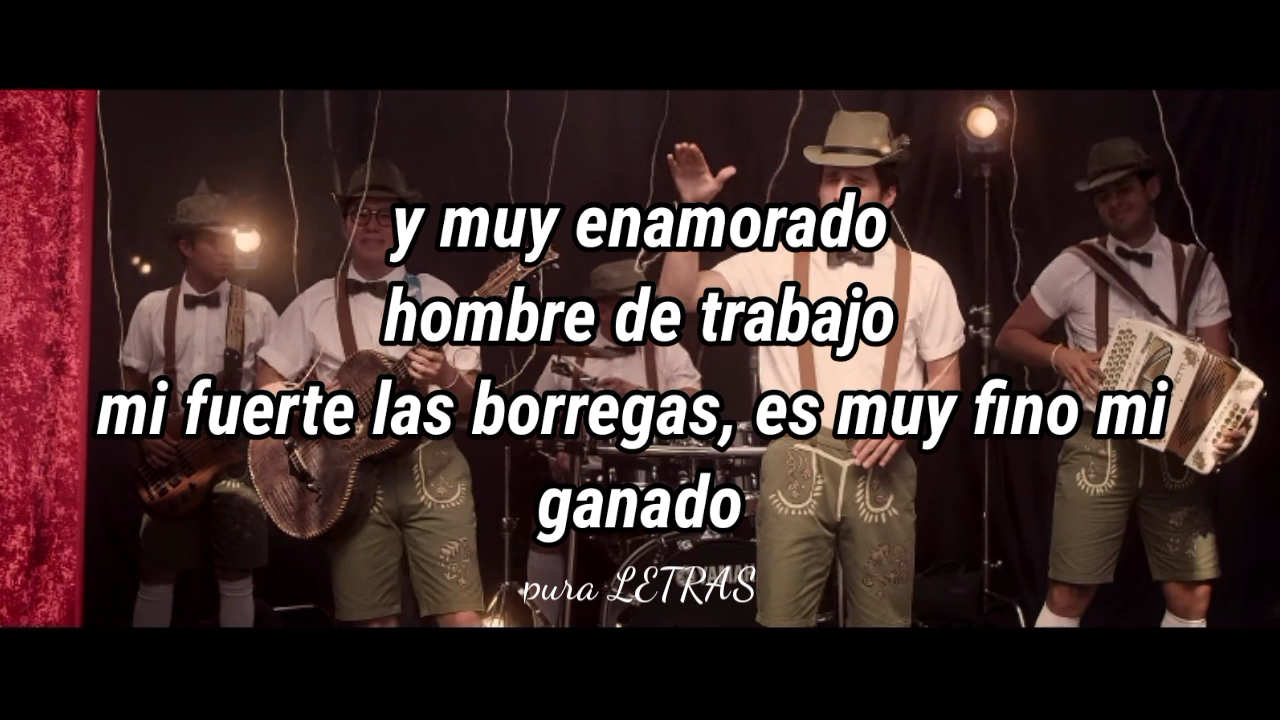 y muy enamorado
hombre de trabajo
mi fuerte las borregas, es muy fino mi
ganado
pura LETRAS